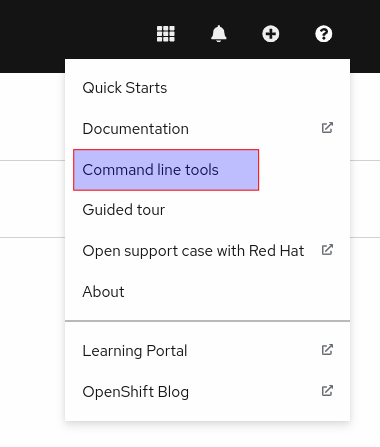 Quick Starts
Documentation
Command line tools
Guided tour
Open support case with Red Hat
About
Learning Portal
OpenShift Blog